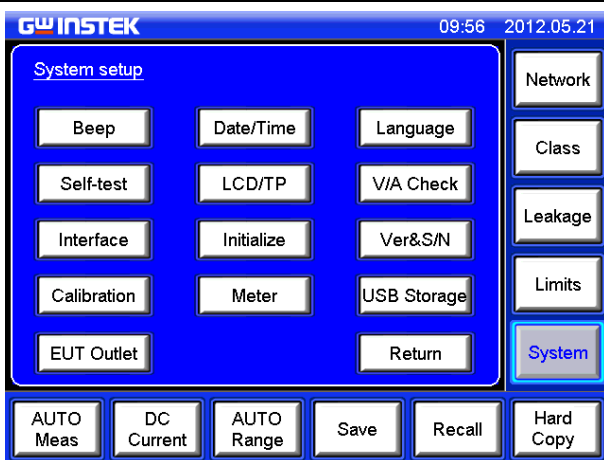 GWINSTEK 09:56 2012.05.21
System setup
Network
Beep Date/Time Language
Class
Self-test LCD/TP V/A Check
Leakage
Interface Initialize Ver&S/N
Limits
Calibration Meter USB Storage
EUT Outlet Return System
AUTO DC AUTO Save Recall Hard
Meas Current Range Copy